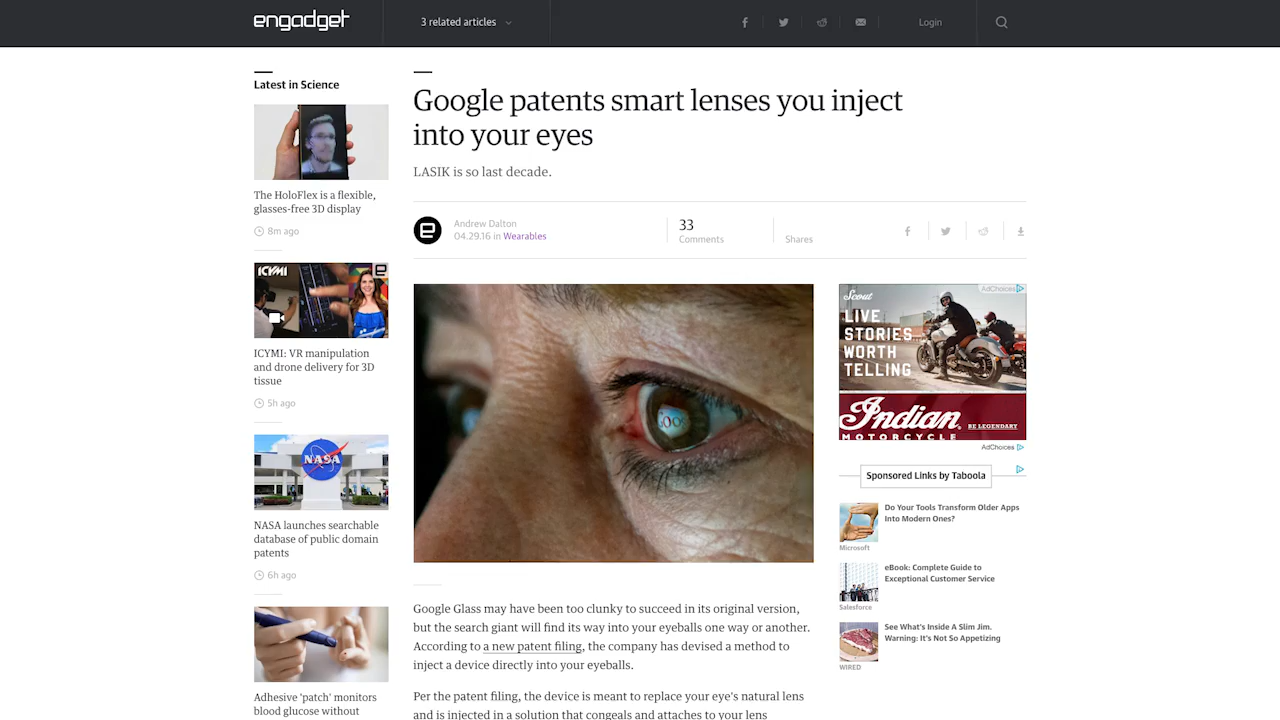 engadget
3 related articles
Login
Latest in Science
The HoloFlex is a flexible,
glasses-free 3D display
8m ago
ICYMI
ICYMI: VR manipulation
and drone delivery for 3D
tissue
5h ago
NASA
NASA launches searchable
database of public domain
patents
6h ago
Adhesive 'patch' monitors
blood glucose without
Google patents smart lenses you inject
into your eyes
LASIK is so last decade.
Andrew Dalton
04.29.16 in Wearables
33
Comments
Shares
Google Glass may have been too clunky to succeed in its original version,
but the search giant will find its way into your eyeballs one way or another.
According to a new patent filing, the company has devised a method to
inject a device directly into your eyeballs.
Per the patent filing, the device is meant to replace your eye's natural lens
and is injected in a solution that congeals and attaches to your lens
AdChoices
Scout
LIVE
STORIES
WORTH
TELLING
Indian
BE LEGENDARY
MOTORCYCLE
AdChoices
Sponsored Links by Taboola
Do Your Tools Transform Older Apps
Into Modern Ones?
Microsoft
eBook: Complete Guide to
Exceptional Customer Service
Salesforce
See What's Inside A Slim Jim.
Warning: It's Not So Appetizing
WIRED